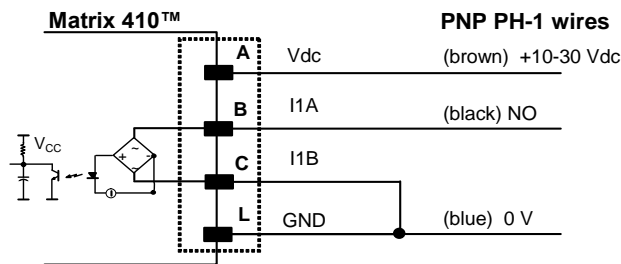 Matrix 410™ PNP PH-1 wires
A Vdc (brown) +10-30 Vdc
B I1A (black) NO
VCC
+ ~ - ~
C I1B
L GND (blue) 0 V